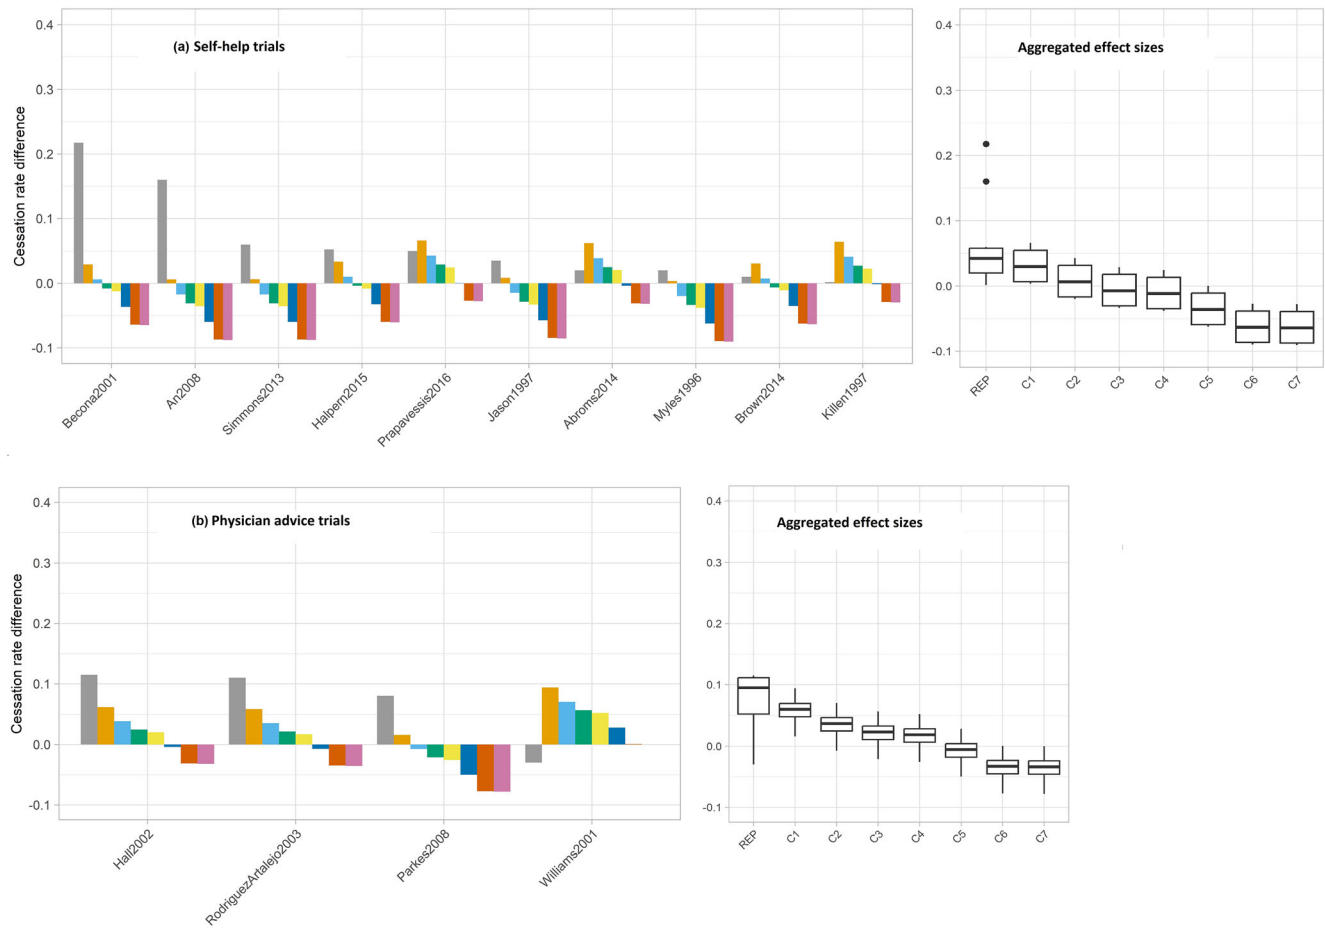 (a) Self-help trials
Cessation rate difference
0.4
0.3
0.2
0.1
0.0
-0.1
Becona2001
An2008
Simmons2013
Halpern2015
Prapavessis2016
Jason1997
Abroms2014
Myles1996
Brown2014
Killen1997
Aggregated effect sizes
0.4
0.3
0.2
0.1
0.0
-0.1
REP
C1
C2
C3
C4
C5
C6
C7
(b) Physician advice trials
Cessation rate difference
0.4
0.3
0.2
0.1
0.0
-0.1
Hall2002
RodriguezArtalejo2003
Parkes2008
Williams2001
Aggregated effect sizes
0.4
0.3
0.2
0.1
0.0
-0.1
REP
C1
C2
C3
C4
C5
C6
C7